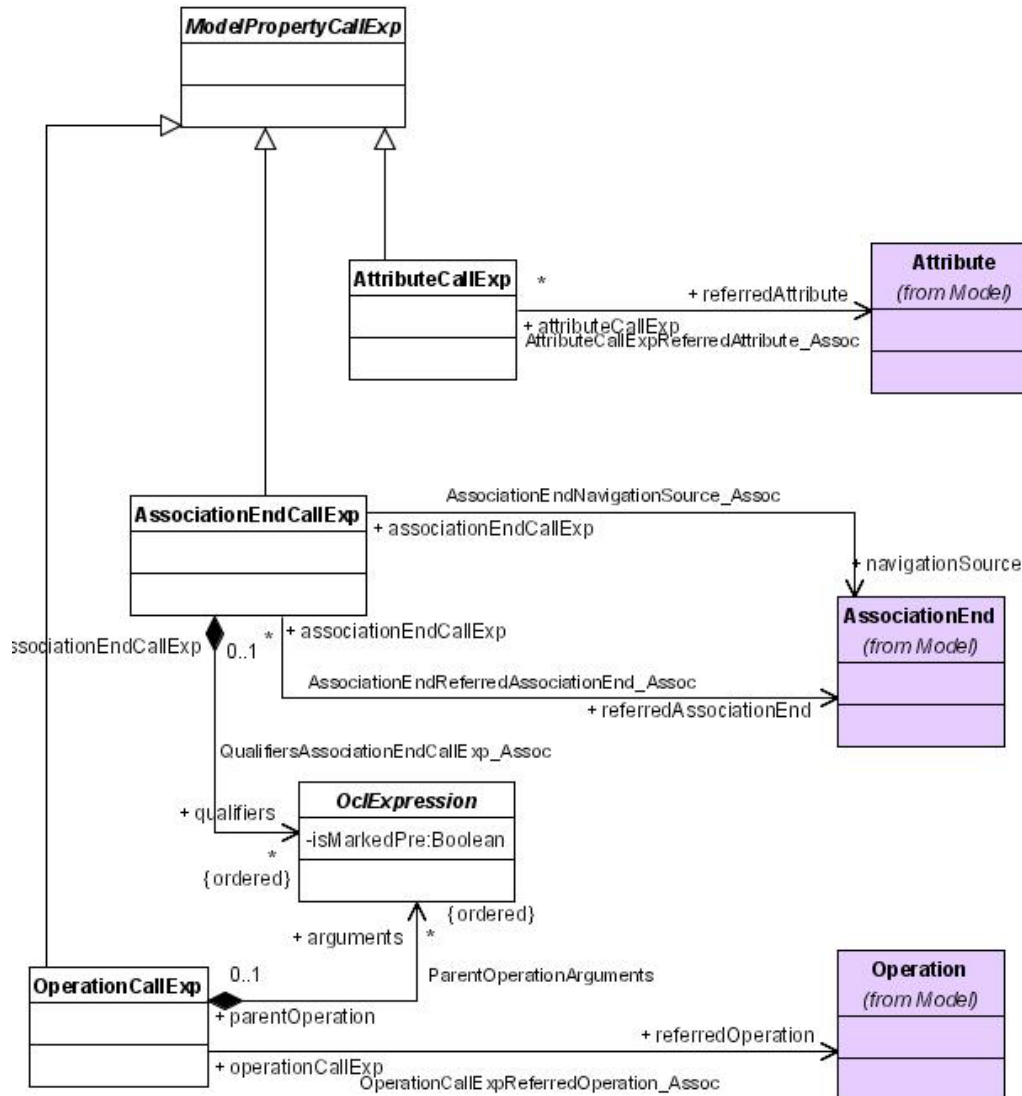 ModelPropertyCallExp
AttributeCallExp
*
+ attributeCallExp
AttributeCallExpReferredAttribute_Assoc
+ referredAttribute
Attribute
(from Model)
AssociationEndCallExp
AssociationEndNavigationSource_Assoc
+ associationEndCallExp
+ navigationSource
AssociationEnd
(from Model)
ssociationEndCallExp
0..1
*
+ associationEndCallExp
AssociationEndReferredAssociationEnd_Assoc
+ referredAssociationEnd
QualifiersAssociationEndCallExp_Assoc
+ qualifiers
*
{ordered}
OclExpression
-isMarkedPre:Boolean
{ordered}
+ arguments
*
ParentOperationArguments
OperationCallExp
0..1
+ parentOperation
+ operationCallExp
OperationCallExpReferredOperation_Assoc
+ referredOperation
Operation
(from Model)